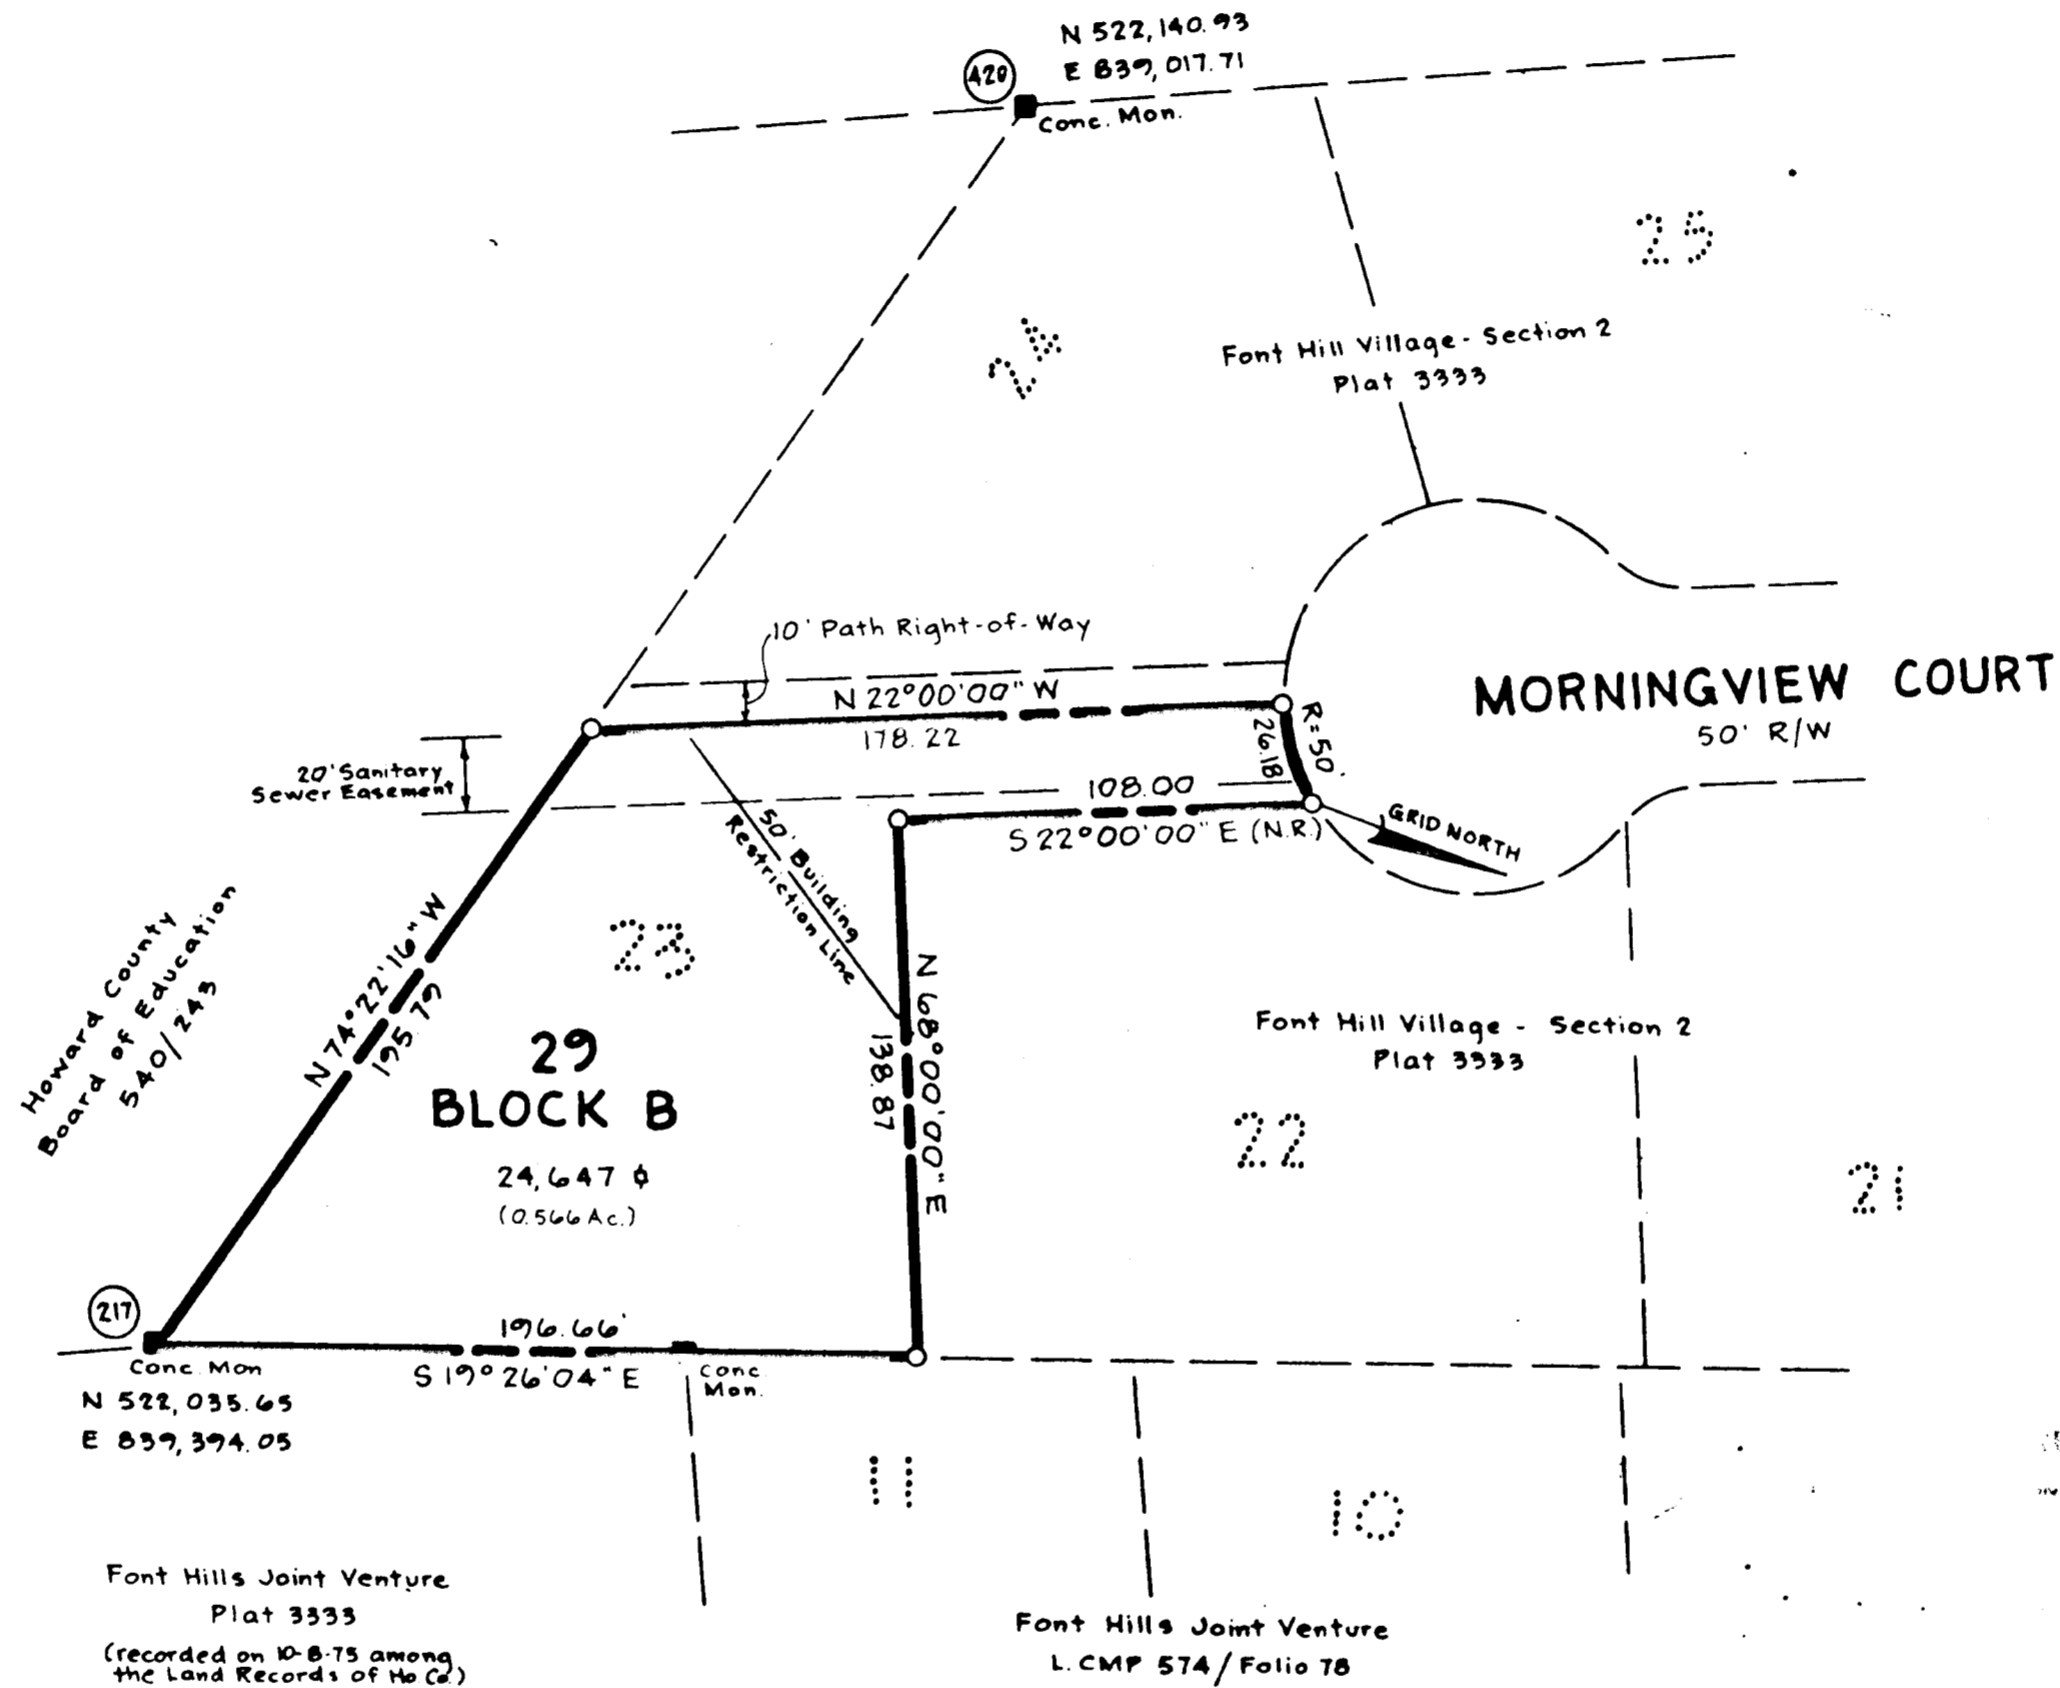 N 522,140.93
E 839,017.71
420
Conc. Mon.
25
24
Font Hill Village - Section 2
Plat 3333
10' Path Right-of-Way
N 22°00'00" W
178.22
MORNINGVIEW COURT
50' R/W
R=50'
26.18
20' Sanitary
Sewer Easement
108.00
S 22°00'00" E (N.R.)
GRID NORTH
50' Building
Restriction Line
23
N 74°22'16" W
195.79
Howard County
Board of Education
540/243
N 68°00'00" E
138.87
29
BLOCK B
24,647 ⌽
(0.566 Ac.)
Font Hill Village - Section 2
Plat 3333
22
21
217
196.66'
S 19°26'04" E
Conc. Mon
Conc
Mon.
N 522,035.65
E 839,394.05
11
10
Font Hills Joint Venture
Plat 3333
(recorded on 10-8-75 among
the Land Records of Ho Co.)
Font Hills Joint Venture
L. CMP 574/Folio 78